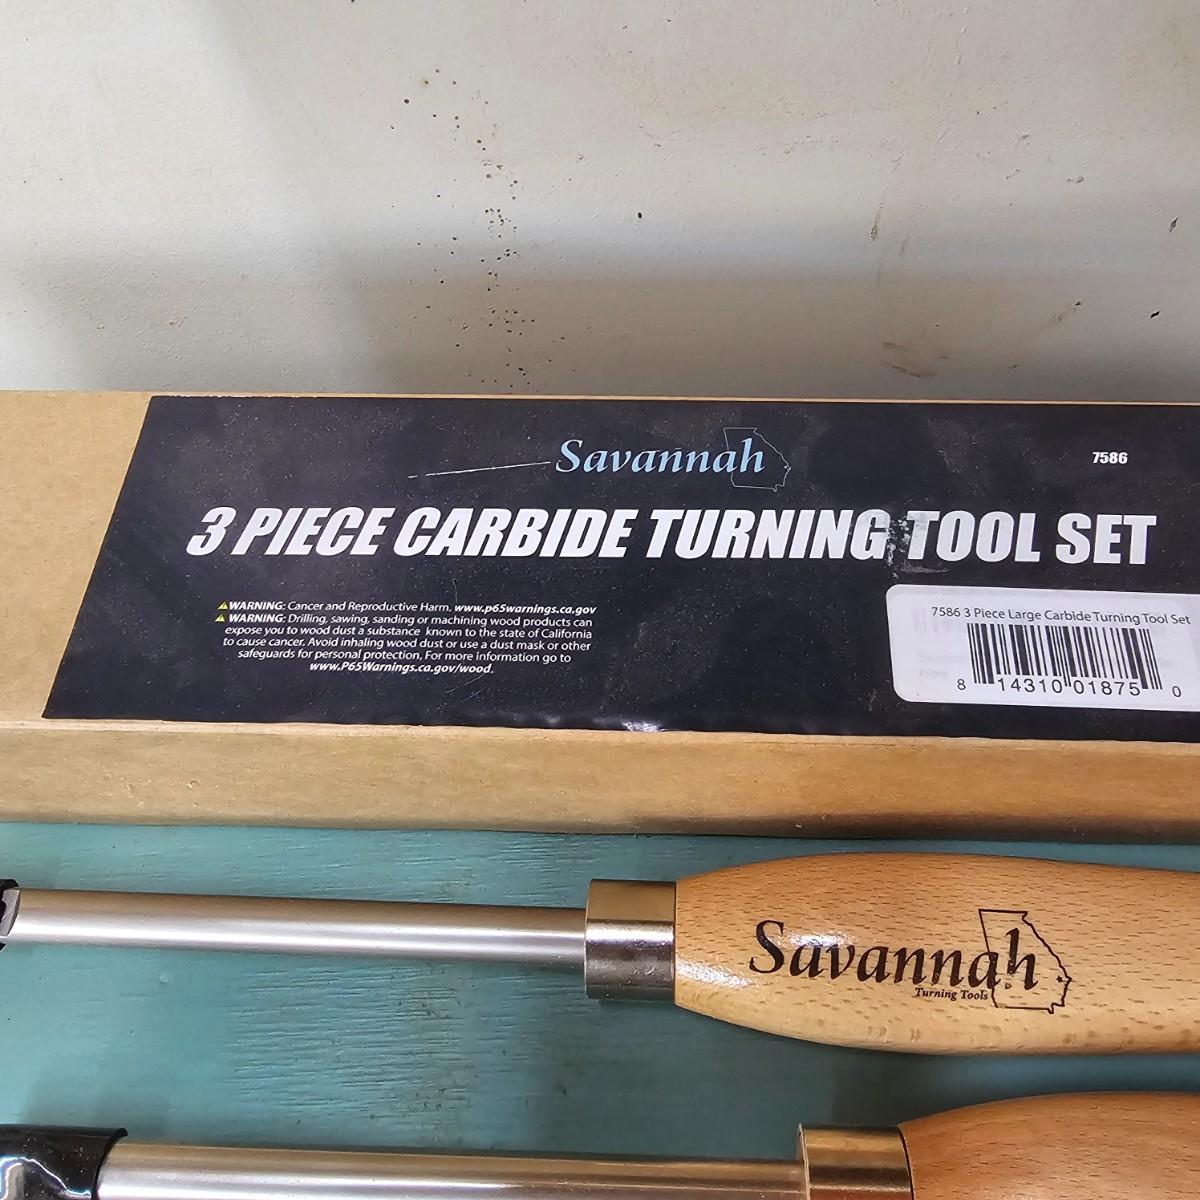 Savannah
7586
3 PIECE CARBIDE TURNING TOOL SET
WARNING: Cancer and Reproductive Harm. www.p65warnings.ca.gov
WARNING: Drilling, sawing, sanding or machining wood products can
expose you to wood dust a substance known to the state of California
to cause cancer. Avoid inhaling wood dust or use a dust mask or other
safeguards for personal protection. For more information go to
www.P65Warnings.ca.gov/wood.
7586 3 Piece Large Carbide Turning Tool Set
8 14310 01875 0
Savannah
Turning Tools